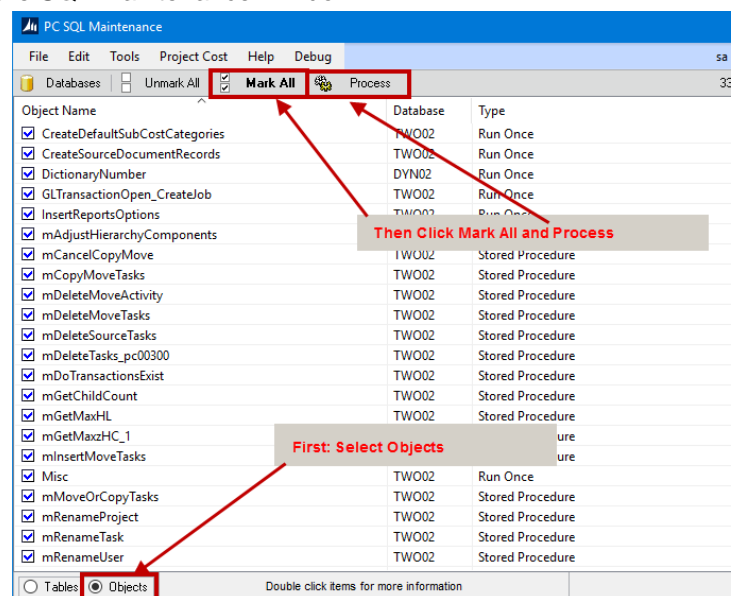 PC SQL Maintenance
File Edit Tools Project Cost Help Debug sa
Databases Unmark All Mark All Process 33
Object Name Database Type
CreateDefaultSubCostCategories TWO02 Run Once
CreateSourceDocumentRecords TWO02 Run Once
DictionaryNumber DYN02 Run Once
GLTransactionOpen_CreateJob TWO02 Run Once
InsertReportsOptions TWO02 Run Once
mAdjustHierarchyComponents
Then Click Mark All and Process
mCancelCopyMove TWO02 Stored Procedure
mCopyMoveTasks TWO02 Stored Procedure
mDeleteMoveActivity TWO02 Stored Procedure
mDeleteMoveTasks TWO02 Stored Procedure
mDeleteSourceTasks TWO02 Stored Procedure
mDeleteTasks_pc00300 TWO02 Stored Procedure
mDoTransactionsExist TWO02 Stored Procedure
mGetChildCount TWO02 Stored Procedure
mGetMaxHL TWO02 Stored Procedure
mGetMaxzHC_1 ure
First: Select Objects
mInsertMoveTasks ure
Misc TWO02 Run Once
mMoveOrCopyTasks TWO02 Stored Procedure
mRenameProject TWO02 Stored Procedure
mRenameTask TWO02 Stored Procedure
mRenameUser TWO02 Stored Procedure
Tables Objects Double click items for more information